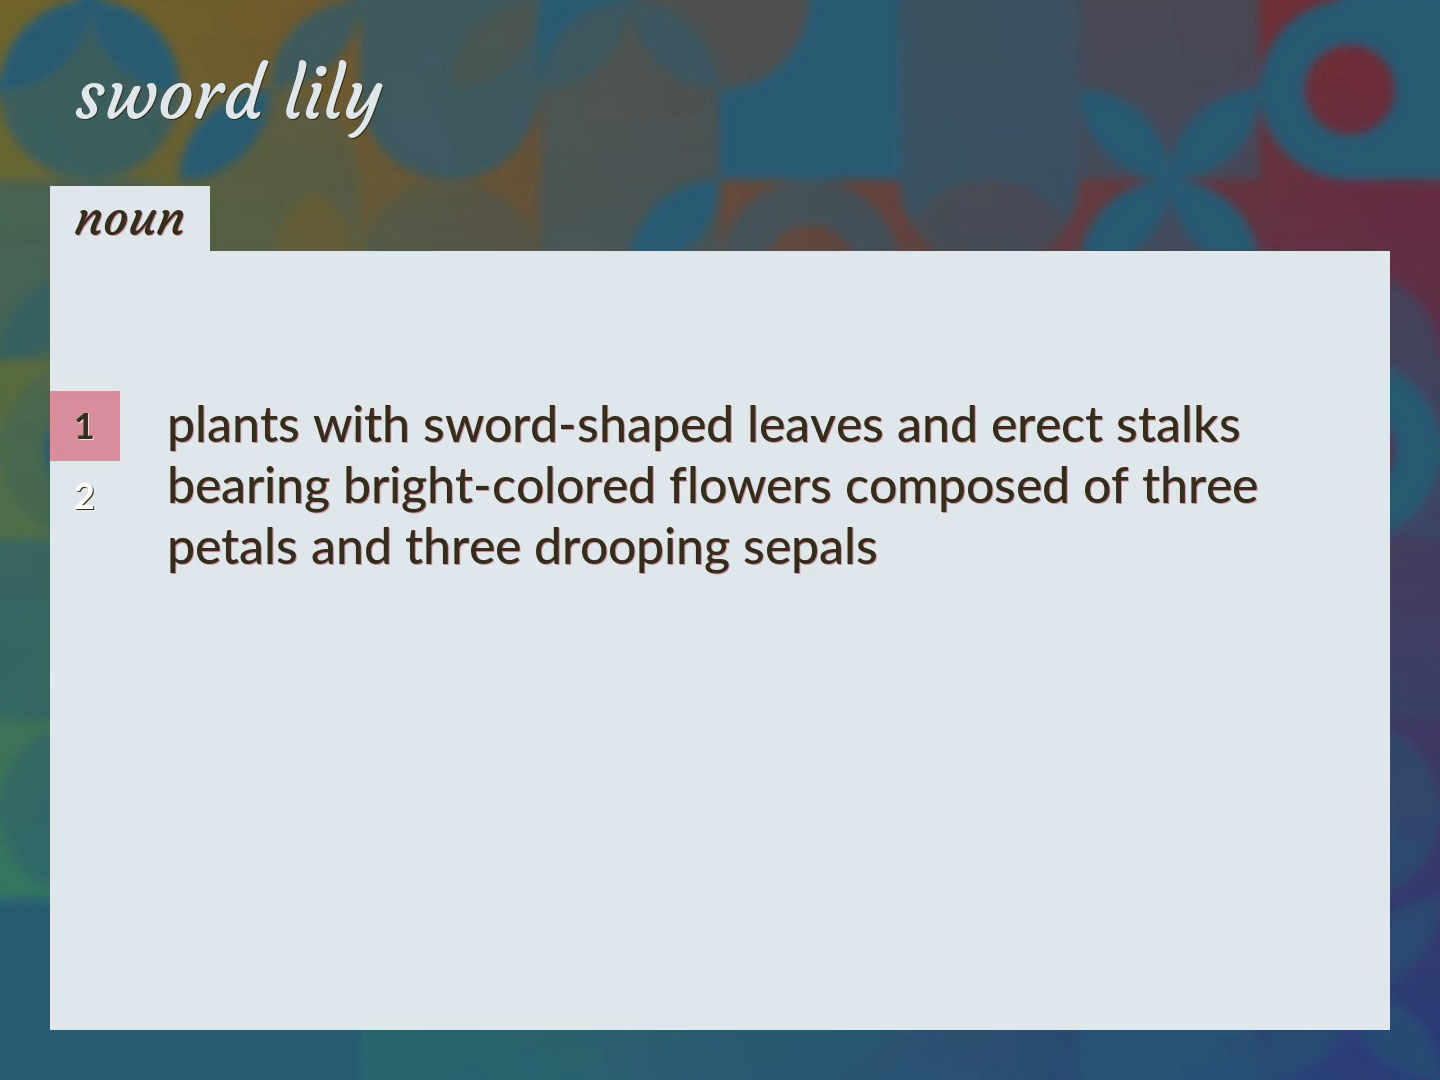 sword lily
noun
1
plants with sword-shaped leaves and erect stalks
2
bearing bright-colored flowers composed of three
petals and three drooping sepals